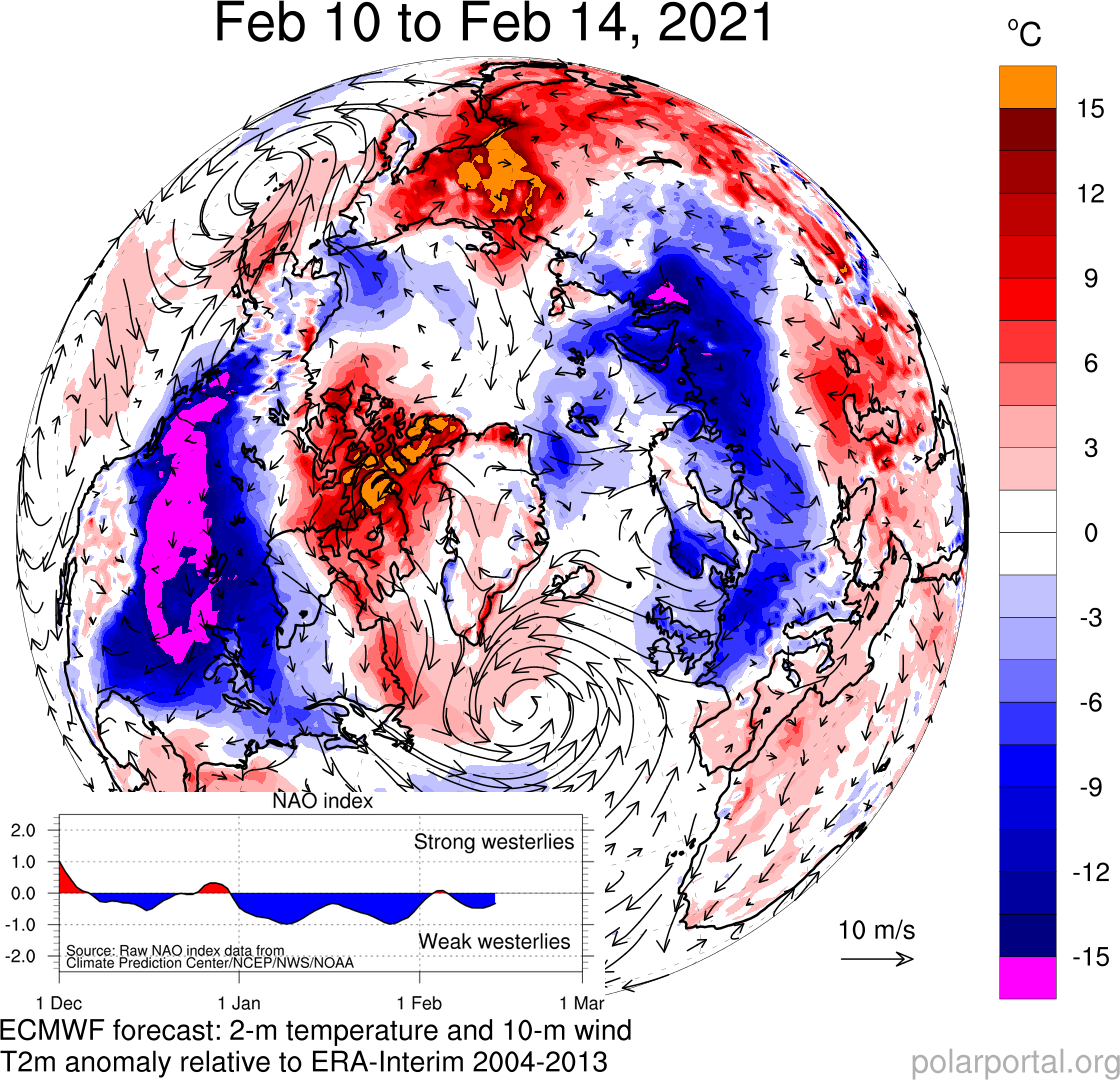 Feb 10 to Feb 14, 2021
oC
15
12
9
6
3
0
-3
-6
-9
-12
-15
NAO index
2.0
1.0
0.0
-1.0
-2.0
Strong westerlies
Weak westerlies
Source: Raw NAO index data from
Climate Prediction Center/NCEP/NWS/NOAA
1 Dec
1 Jan
1 Feb
1 Mar
10 m/s
ECMWF forecast: 2-m temperature and 10-m wind
T2m anomaly relative to ERA-Interim 2004-2013
polarportal.org